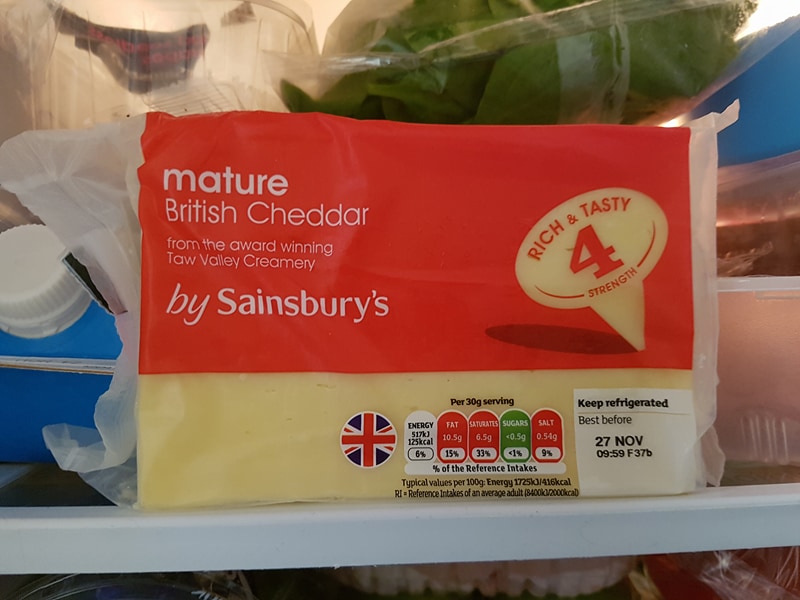 mature
British Cheddar
from the award winning
Taw Valley Creamery
by Sainsbury's
RICH & TASTY
4
STRENGTH
Per 30g serving
ENERGY
517kJ
125kcal
6%
FAT
10.5g
15%
SATURATES
6.5g
33%
SUGARS
<0.5g
<1%
SALT
0.54g
9%
% of the Reference Intakes
Typical values per 100g: Energy 1725kJ/416kcal
RI = Reference Intakes of an average adult (8400kJ/2000kcal)
Keep refrigerated
Best before
27 NOV
09:59 F 37b